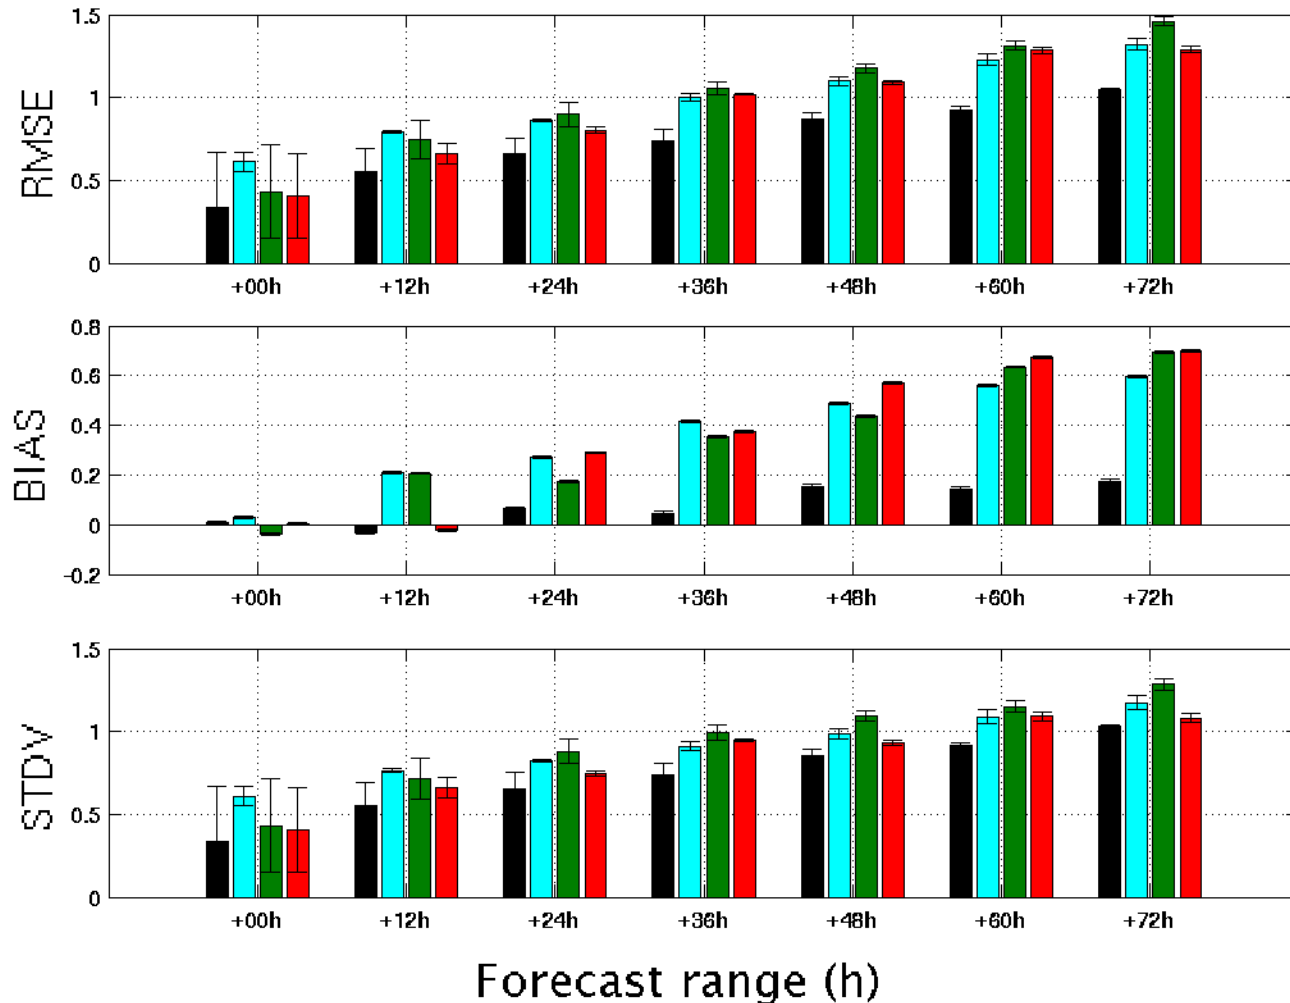 RMSE
1.5
1
0.5
0
+00h +12h +24h +36h +48h +60h +72h
BIAS
0.8
0.6
0.4
0.2
0
-0.2
+00h +12h +24h +36h +48h +60h +72h
STDV
1.5
1
0.5
0
+00h +12h +24h +36h +48h +60h +72h
Forecast range (h)